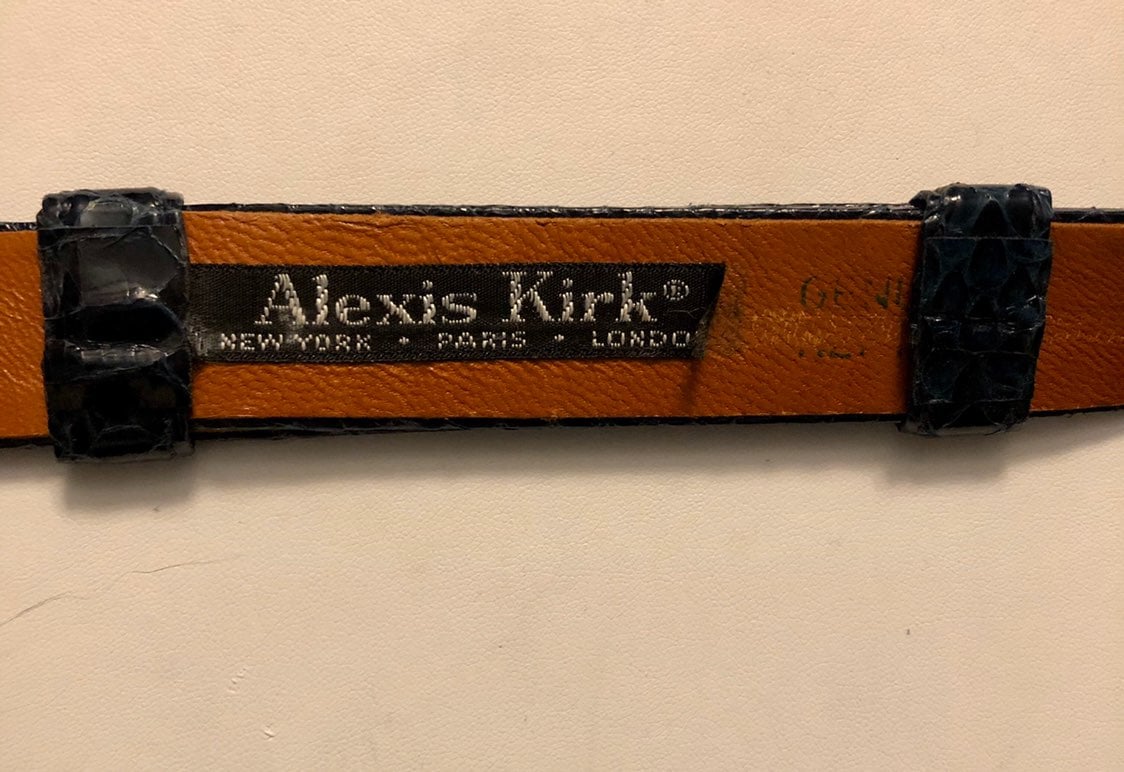 Alexis Kirk®
NEW YORK • PARIS • LONDO